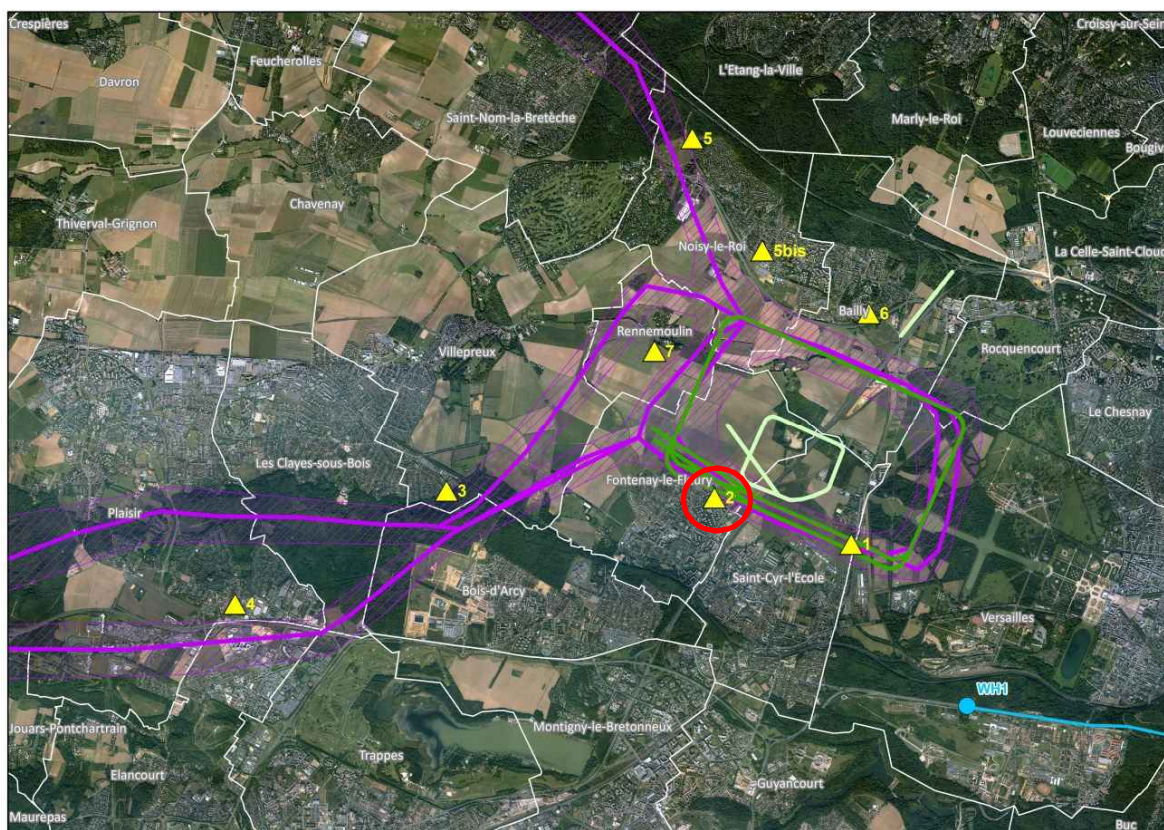 Crespières
Croissy-sur-Sein
Feucherolles
L'Etang-la-Ville
Davron
Saint-Nom-la-Bretèche
Marly-le-Roi
Louveciennes
5
Bougiv
Chavenay
Thiverval-Grignon
Noisy-le-Roi
5bis
La Celle-Saint-Cloud
Bailly
6
Rennemoulin
Villepreux
7
Rocquencourt
Le Chesnay
Les Clayes-sous-Bois
Fontenay-le-Fleury
3
2
Plaisir
1
Saint-Cyr-l'Ecole
Bois-d'Arcy
4
Versailles
WH1
Jouars-Pontchartrain
Montigny-le-Bretonneux
Trappes
Elancourt
Guyancourt
Maurepas
Buc